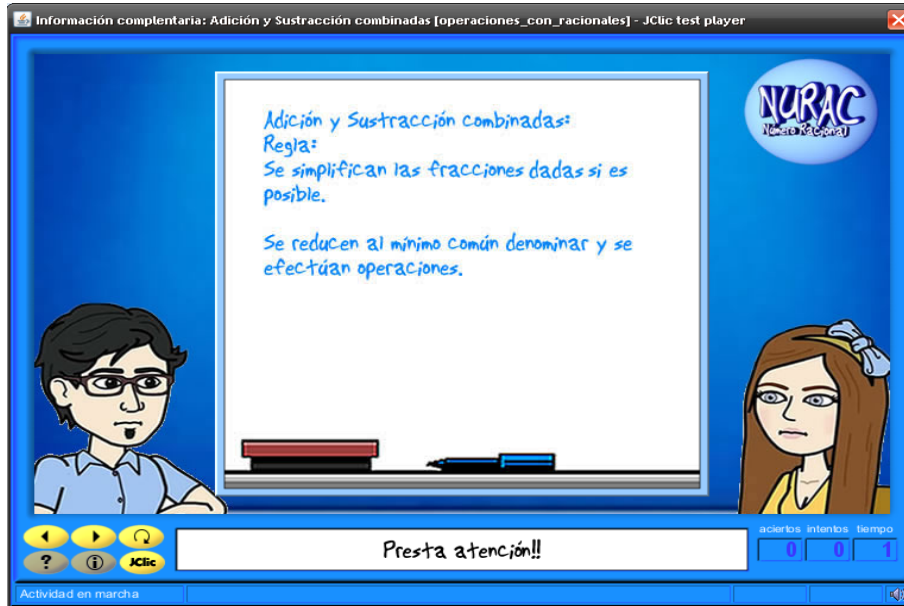 Información complentaria: Adición y Sustracción combinadas [operaciones_con_racionales] - JClic test player
NURAC
Número Racional
Adición y Sustracción combinadas:
Regla:
Se simplifican las fracciones dadas si es
posible.
Se reducen al mínimo común denominar y se
efectúan operaciones.
Presta atención!!
aciertos intentos tiempo
0 0 1
? i JClic
Actividad en marcha